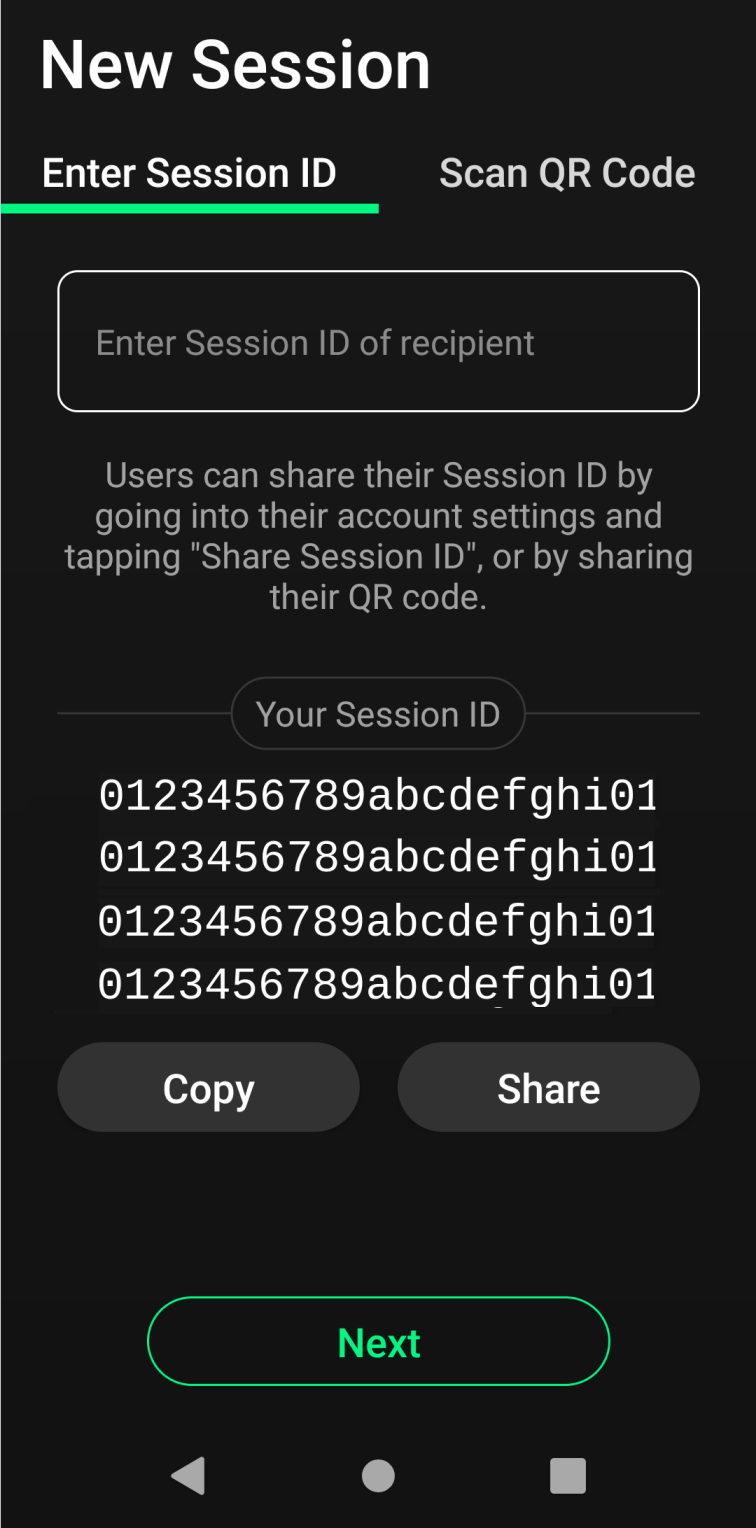 New Session
Enter Session ID
Scan QR Code
Enter Session ID of recipient
Users can share their Session ID by
going into their account settings and
tapping "Share Session ID", or by sharing
their QR code.
Your Session ID
0123456789abcdefghi01
0123456789abcdefghi01
0123456789abcdefghi01
0123456789abcdefghi01
Copy
Share
Next